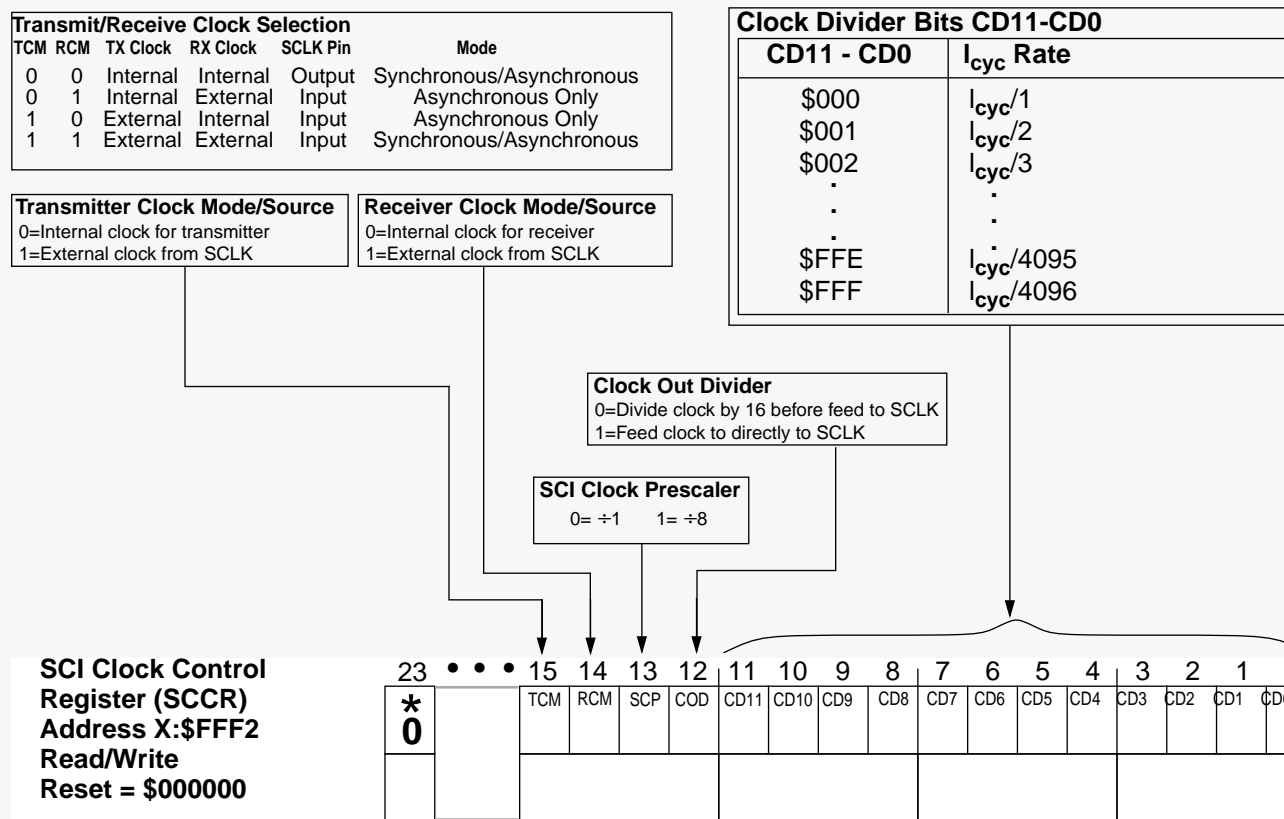 Transmit/Receive Clock Selection
TCM RCM TX Clock RX Clock SCLK Pin Mode
0 0 Internal Internal Output Synchronous/Asynchronous
0 1 Internal External Input Asynchronous Only
1 0 External Internal Input Asynchronous Only
1 1 External External Input Synchronous/Asynchronous
Clock Divider Bits CD11-CD0
CD11 - CD0 Icyc Rate
$000 Icyc/1
$001 Icyc/2
$002 Icyc/3
. .
. .
. .
$FFE Icyc/4095
$FFF Icyc/4096
Transmitter Clock Mode/Source
0=Internal clock for transmitter
1=External clock from SCLK
Receiver Clock Mode/Source
0=Internal clock for receiver
1=External clock from SCLK
Clock Out Divider
0=Divide clock by 16 before feed to SCLK
1=Feed clock to directly to SCLK
SCI Clock Prescaler
0= ÷1 1= ÷8
SCI Clock Control
Register (SCCR)
Address X:$FFF2
Read/Write
Reset = $000000
23 • • • 15 14 13 12 11 10 9 8 7 6 5 4 3 2 1
* TCM RCM SCP COD CD11 CD10 CD9 CD8 CD7 CD6 CD5 CD4 CD3 CD2 CD1
0